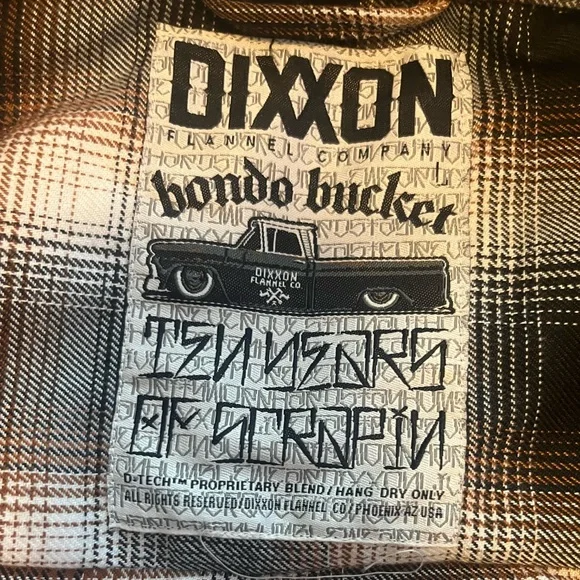 DIXXON
FLANNEL COMPANY
L
bondo bucket
DIXXON
FLANNEL CO
TEN YEARS
OF SCRAPIN
D-TECH™ PROPRIETARY BLEND / HANG DRY ONLY
ALL RIGHTS RESERVED/DIXXON FLANNEL CO/PHOENIX AZ USA